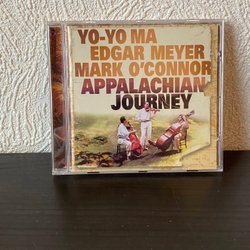 YO-YO MA
EDGAR MEYER
MARK O'CONNOR
APPALACHIAN
JOURNEY